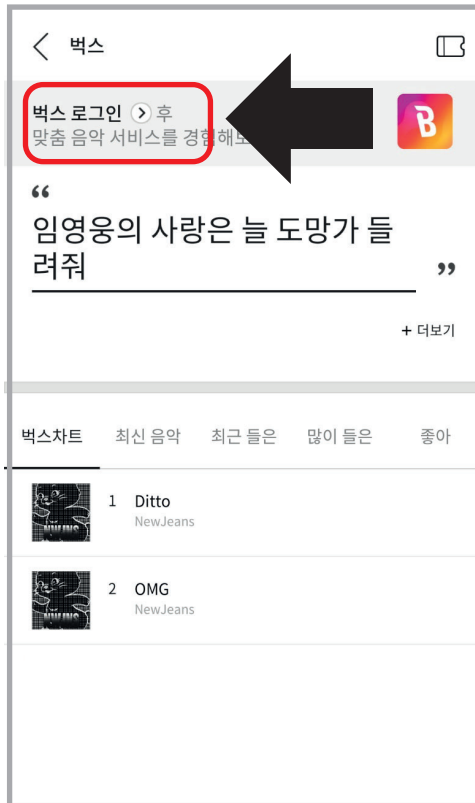 벅스
벅스 로그인 > 후
맞춤 음악 서비스를 경험해보
B
“
임영웅의 사랑은 늘 도망가 들
려줘
”
+ 더보기
벅스차트 최신 음악 최근 들은 많이 들은 좋아
1 Ditto
NewJeans
2 OMG
NewJeans